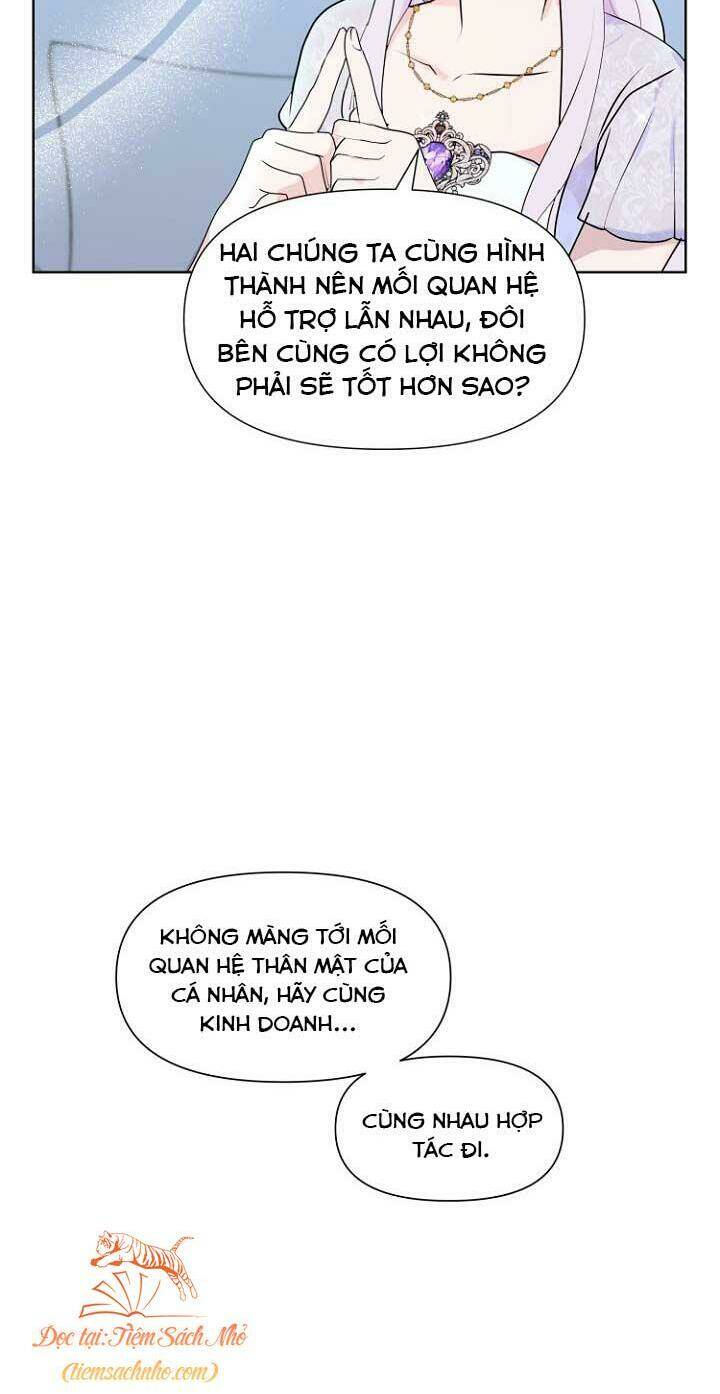 HAI CHÚNG TA CÙNG HÌNH
THÀNH NÊN MỐI QUAN HỆ
HỖ TRỢ LẪN NHAU, ĐÔI
BÊN CÙNG CÓ LỢI KHÔNG
PHẢI SẼ TỐT HƠN SAO?
KHÔNG MÀNG TỚI MỐI
QUAN HỆ THÂN MẬT CỦA
CÁ NHÂN, HÃY CÙNG
KINH DOANH...
CÙNG NHAU HỢP
TÁC ĐI.
Đọc tại: Tiệm Sách Nhỏ
(tiemsachnho.com)